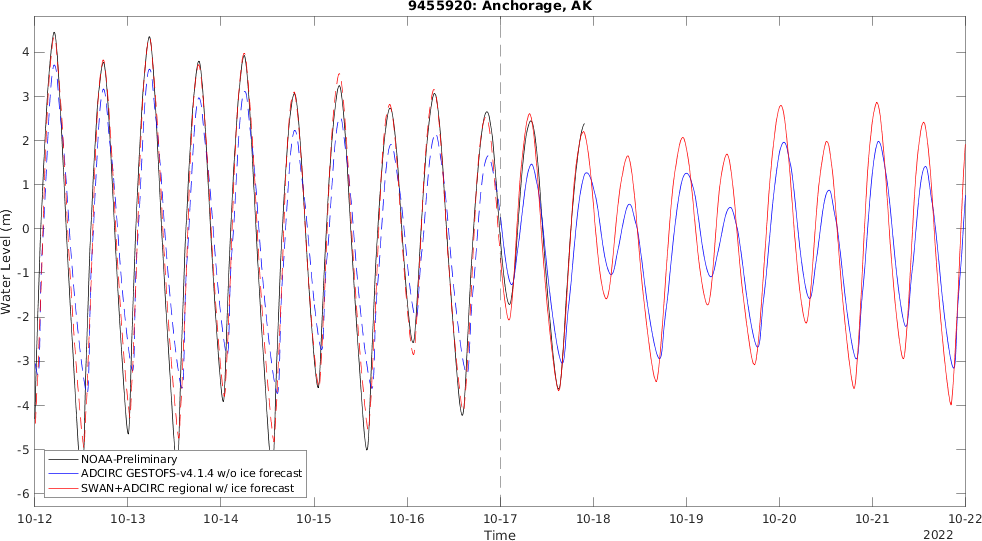 9455920: Anchorage, AK
Water Level (m)
4
3
2
1
0
-1
-2
-3
-4
-5
-6
NOAA-Preliminary
ADCIRC GESTOFS-v4.1.4 w/o ice forecast
SWAN+ADCIRC regional w/ ice forecast
10-12 10-13 10-14 10-15 10-16 10-17 10-18 10-19 10-20 10-21 10-22
Time
2022